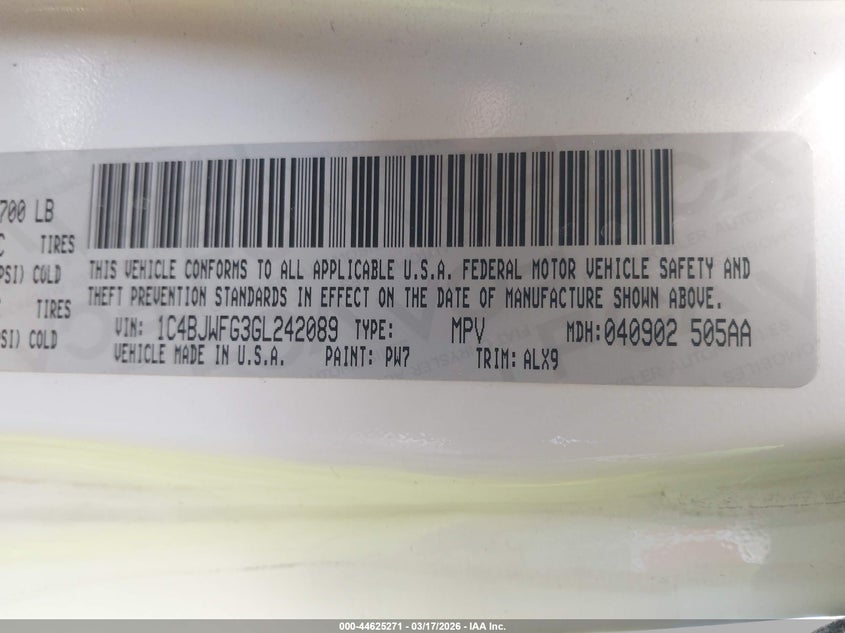 700 LB
TIRES
PSI) COLD
TIRES
SI) COLD
THIS VEHICLE CONFORMS TO ALL APPLICABLE U.S.A. FEDERAL MOTOR VEHICLE SAFETY AND
THEFT PREVENTION STANDARDS IN EFFECT ON THE DATE OF MANUFACTURE SHOWN ABOVE.
VIN: 1C4BJWFG3GL242089 TYPE: MPV MDH: 040902 505AA
VEHICLE MADE IN U.S.A. PAINT: PW7 TRIM: ALX9
000-44625271 - 03/17/2026 - IAA Inc.